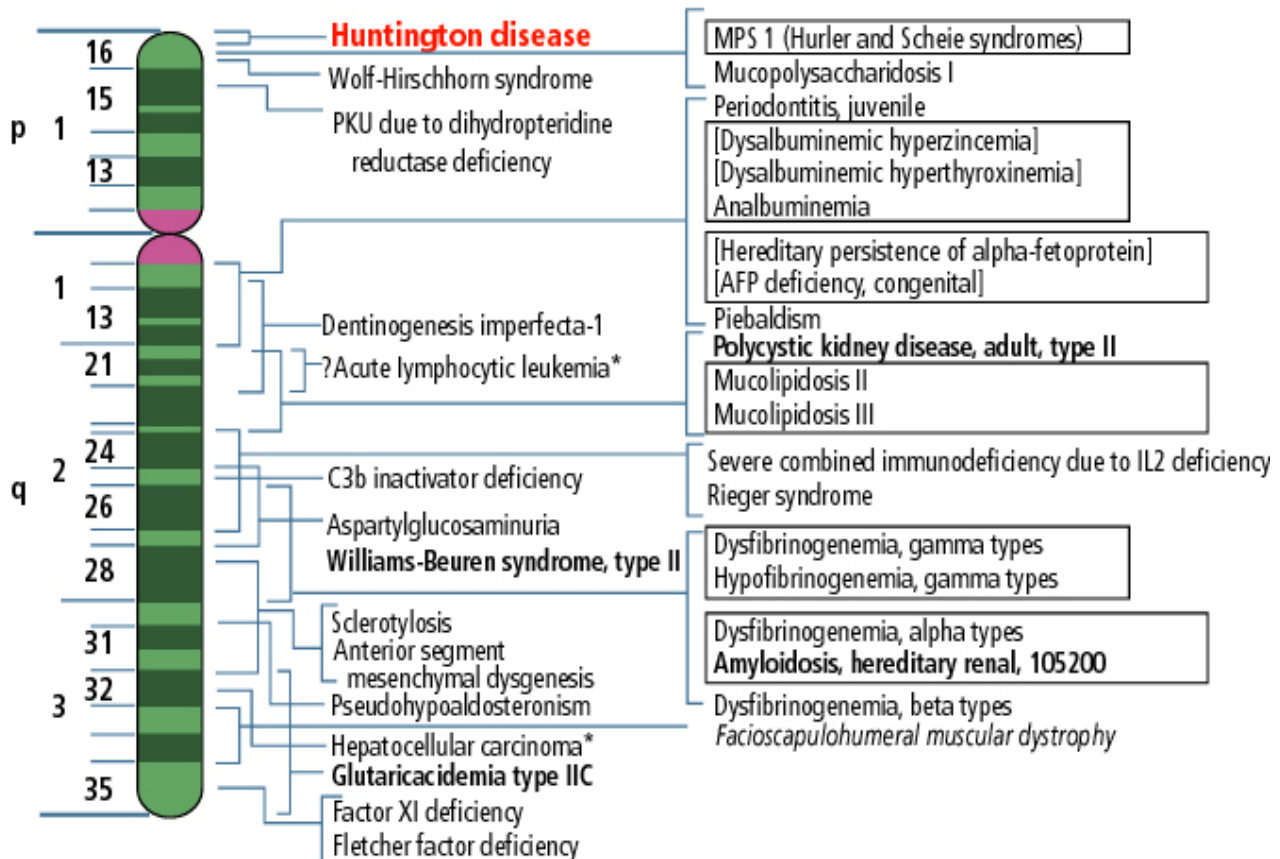 p
1
16
15
13
q
1
13
21
2
24
26
28
3
31
32
35
Huntington disease
Wolf-Hirschhorn syndrome
PKU due to dihydropteridine
reductase deficiency
Dentinogenesis imperfecta-1
?Acute lymphocytic leukemia*
C3b inactivator deficiency
Aspartylglucosaminuria
Williams-Beuren syndrome, type II
Sclerotylosis
Anterior segment
mesenchymal dysgenesis
Pseudohypoaldosteronism
Hepatocellular carcinoma*
Glutaricacidemia type IIC
Factor XI deficiency
Fletcher factor deficiency
MPS 1 (Hurler and Scheie syndromes)
Mucopolysaccharidosis I
Periodontitis, juvenile
[Dysalbuminemic hyperzincemia]
[Dysalbuminemic hyperthyroxinemia]
Analbuminemia
[Hereditary persistence of alpha-fetoprotein]
[AFP deficiency, congenital]
Piebaldism
Polycystic kidney disease, adult, type II
Mucolipidosis II
Mucolipidosis III
Severe combined immunodeficiency due to IL2 deficiency
Rieger syndrome
Dysfibrinogenemia, gamma types
Hypofibrinogenemia, gamma types
Dysfibrinogenemia, alpha types
Amyloidosis, hereditary renal, 105200
Dysfibrinogenemia, beta types
Facioscapulohumeral muscular dystrophy